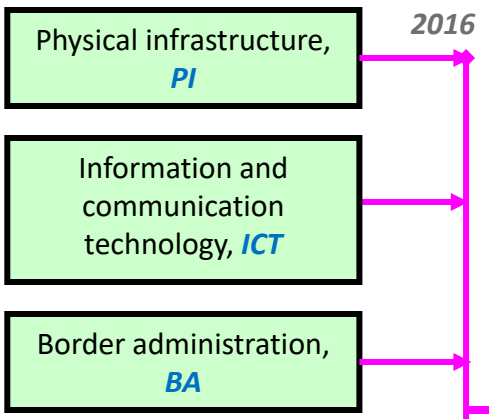 2016
Physical infrastructure,
PI
Information and
communication
technology, ICT
Border administration,
BA